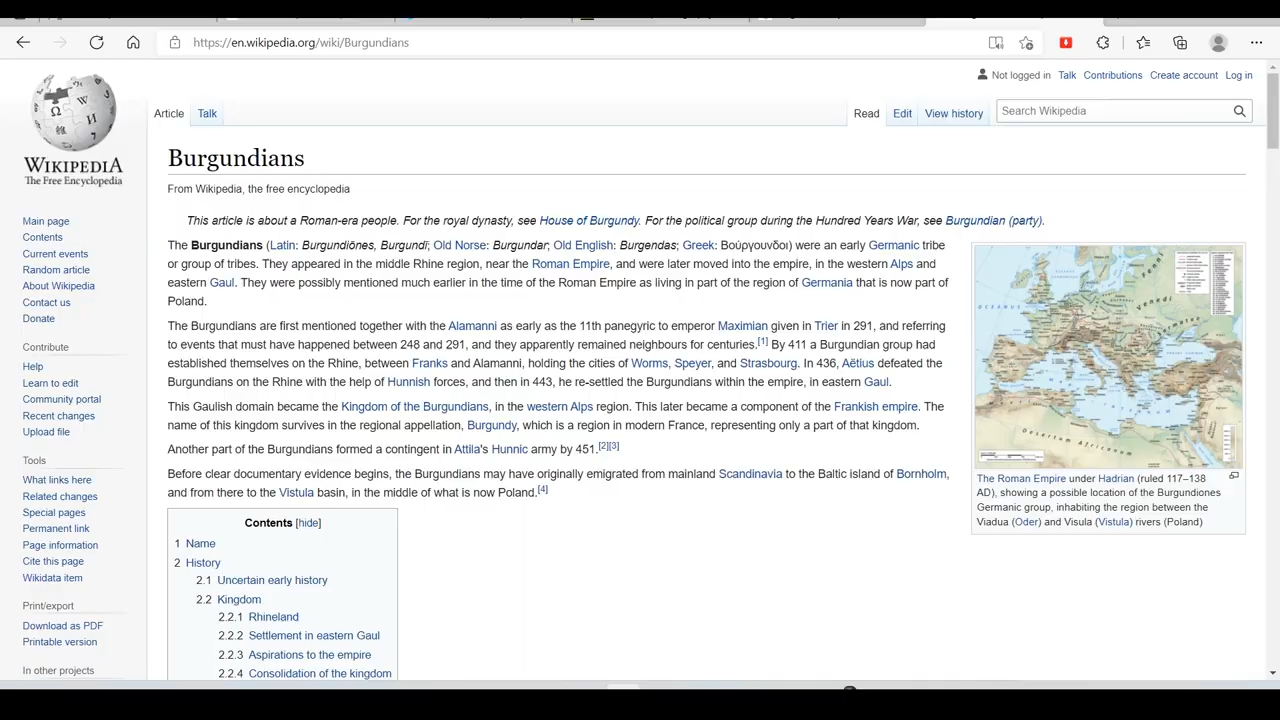 https://en.wikipedia.org/wiki/Burgundians
Not logged in Talk Contributions Create account Log in
Article Talk Read Edit View history Search Wikipedia
WIKIPEDIA
The Free Encyclopedia
Main page
Contents
Current events
Random article
About Wikipedia
Contact us
Donate
Contribute
Help
Learn to edit
Community portal
Recent changes
Upload file
Tools
What links here
Related changes
Special pages
Permanent link
Page information
Cite this page
Wikidata item
Print/export
Download as PDF
Printable version
In other projects
Burgundians
From Wikipedia, the free encyclopedia
This article is about a Roman-era people. For the royal dynasty, see House of Burgundy. For the political group during the Hundred Years War, see Burgundian (party).
The Burgundians (Latin: Burgundiōnes, Burgundī; Old Norse: Burgundar; Old English: Burgendas; Greek: Βούργουνδοι) were an early Germanic tribe
or group of tribes. They appeared in the middle Rhine region, near the Roman Empire, and were later moved into the empire, in the western Alps and
eastern Gaul. They were possibly mentioned much earlier in the time of the Roman Empire as living in part of the region of Germania that is now part of
Poland.
The Burgundians are first mentioned together with the Alamanni as early as the 11th panegyric to emperor Maximian given in Trier in 291, and referring
to events that must have happened between 248 and 291, and they apparently remained neighbours for centuries.[1] By 411 a Burgundian group had
established themselves on the Rhine, between Franks and Alamanni, holding the cities of Worms, Speyer, and Strasbourg. In 436, Aëtius defeated the
Burgundians on the Rhine with the help of Hunnish forces, and then in 443, he re-settled the Burgundians within the empire, in eastern Gaul.
This Gaulish domain became the Kingdom of the Burgundians, in the western Alps region. This later became a component of the Frankish empire. The
name of this kingdom survives in the regional appellation, Burgundy, which is a region in modern France, representing only a part of that kingdom.
Another part of the Burgundians formed a contingent in Attila's Hunnic army by 451.[2][3]
Before clear documentary evidence begins, the Burgundians may have originally emigrated from mainland Scandinavia to the Baltic island of Bornholm,
and from there to the Vistula basin, in the middle of what is now Poland.[4]
Contents [hide]
1 Name
2 History
2.1 Uncertain early history
2.2 Kingdom
2.2.1 Rhineland
2.2.2 Settlement in eastern Gaul
2.2.3 Aspirations to the empire
2.2.4 Consolidation of the kingdom
The Roman Empire under Hadrian (ruled 117–138
AD), showing a possible location of the Burgundiones
Germanic group, inhabiting the region between the
Viadua (Oder) and Visula (Vistula) rivers (Poland)